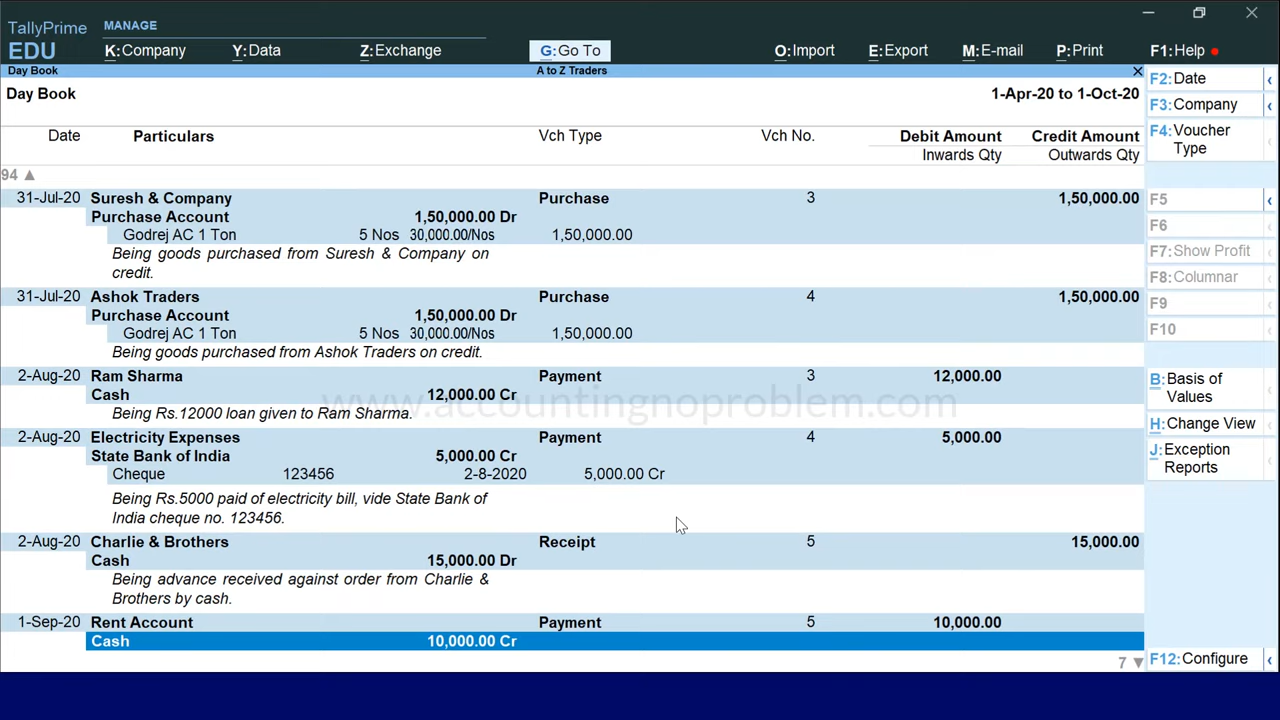 TallyPrime MANAGE
EDU K:Company Y:Data Z:Exchange G:Go To O:Import E:Export M:E-mail P:Print F1:Help
Day Book A to Z Traders
Day Book 1-Apr-20 to 1-Oct-20
Date Particulars Vch Type Vch No. Debit Amount Credit Amount
Inwards Qty Outwards Qty
94 ▲
31-Jul-20 Suresh & Company Purchase 3 1,50,000.00
Purchase Account 1,50,000.00 Dr
Godrej AC 1 Ton 5 Nos 30,000.00/Nos 1,50,000.00
Being goods purchased from Suresh & Company on
credit.
31-Jul-20 Ashok Traders Purchase 4 1,50,000.00
Purchase Account 1,50,000.00 Dr
Godrej AC 1 Ton 5 Nos 30,000.00/Nos 1,50,000.00
Being goods purchased from Ashok Traders on credit.
2-Aug-20 Ram Sharma Payment 3 12,000.00
Cash 12,000.00 Cr
www.accountingnoproblem.com
Being Rs.12000 loan given to Ram Sharma.
2-Aug-20 Electricity Expenses Payment 4 5,000.00
State Bank of India 5,000.00 Cr
Cheque 123456 2-8-2020 5,000.00 Cr
Being Rs.5000 paid of electricity bill, vide State Bank of
India cheque no. 123456.
2-Aug-20 Charlie & Brothers Receipt 5 15,000.00
Cash 15,000.00 Dr
Being advance received against order from Charlie &
Brothers by cash.
1-Sep-20 Rent Account Payment 5 10,000.00
Cash 10,000.00 Cr
7 ▼
F2:Date
F3:Company
F4:Voucher
Type
F5
F6
F7:Show Profit
F8:Columnar
F9
F10
B:Basis of
Values
H:Change View
J:Exception
Reports
F12:Configure